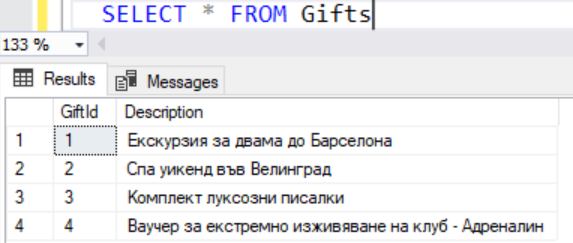 SELECT * FROM Gifts
133 %
Results Messages
GiftId Description
1 1 Екскурзия за двама до Барселона
2 2 Спа уикенд във Велинград
3 3 Комплект луксозни писалки
4 4 Ваучер за екстремно изживяване на клуб - Адреналин